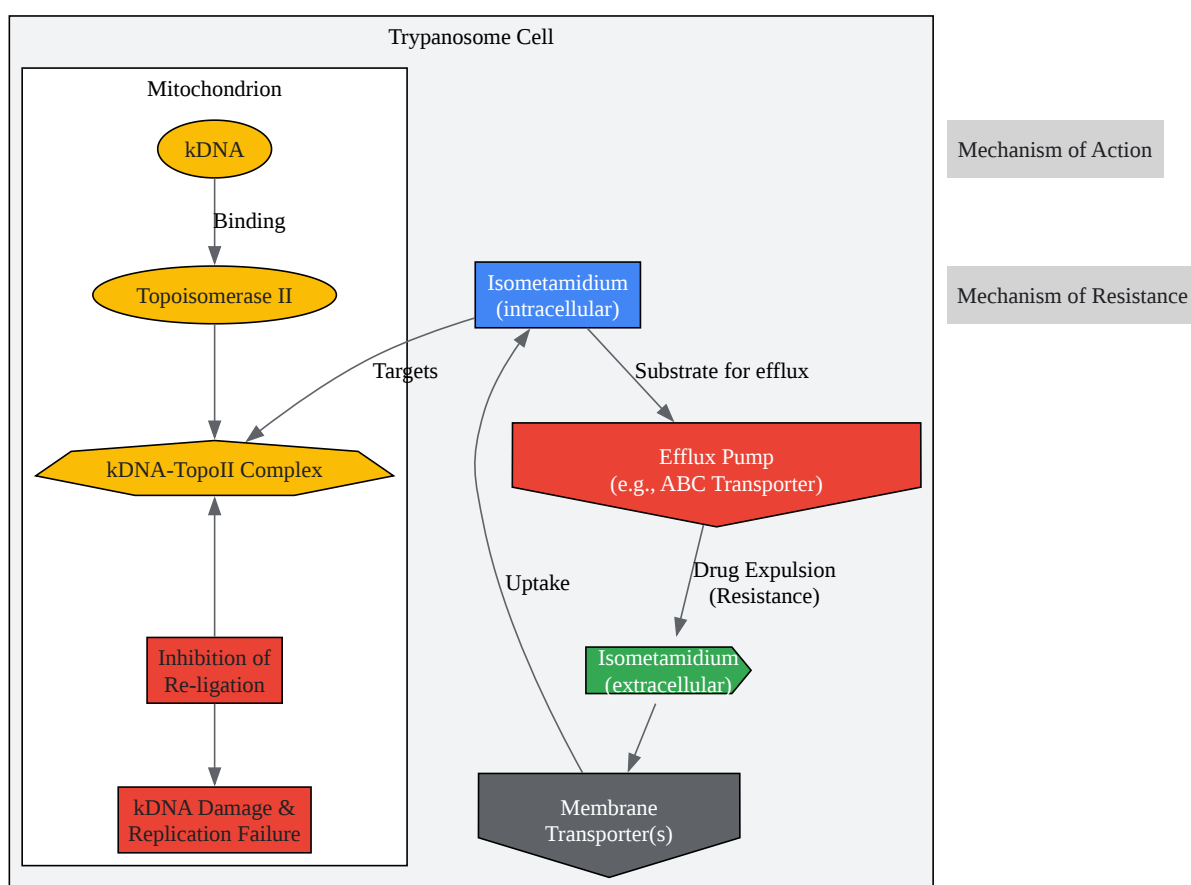 Trypanosome Cell
Mitochondrion
kDNA
Mechanism of Action
Binding
Topoisomerase II
Isometamidium
(intracellular)
Mechanism of Resistance
Targets
Substrate for efflux
kDNA-TopoII Complex
Efflux Pump
(e.g., ABC Transporter)
Uptake
Drug Expulsion
(Resistance)
Inhibition of
Re-ligation
Isometamidium
(extracellular)
kDNA Damage &
Replication Failure
Membrane
Transporter(s)